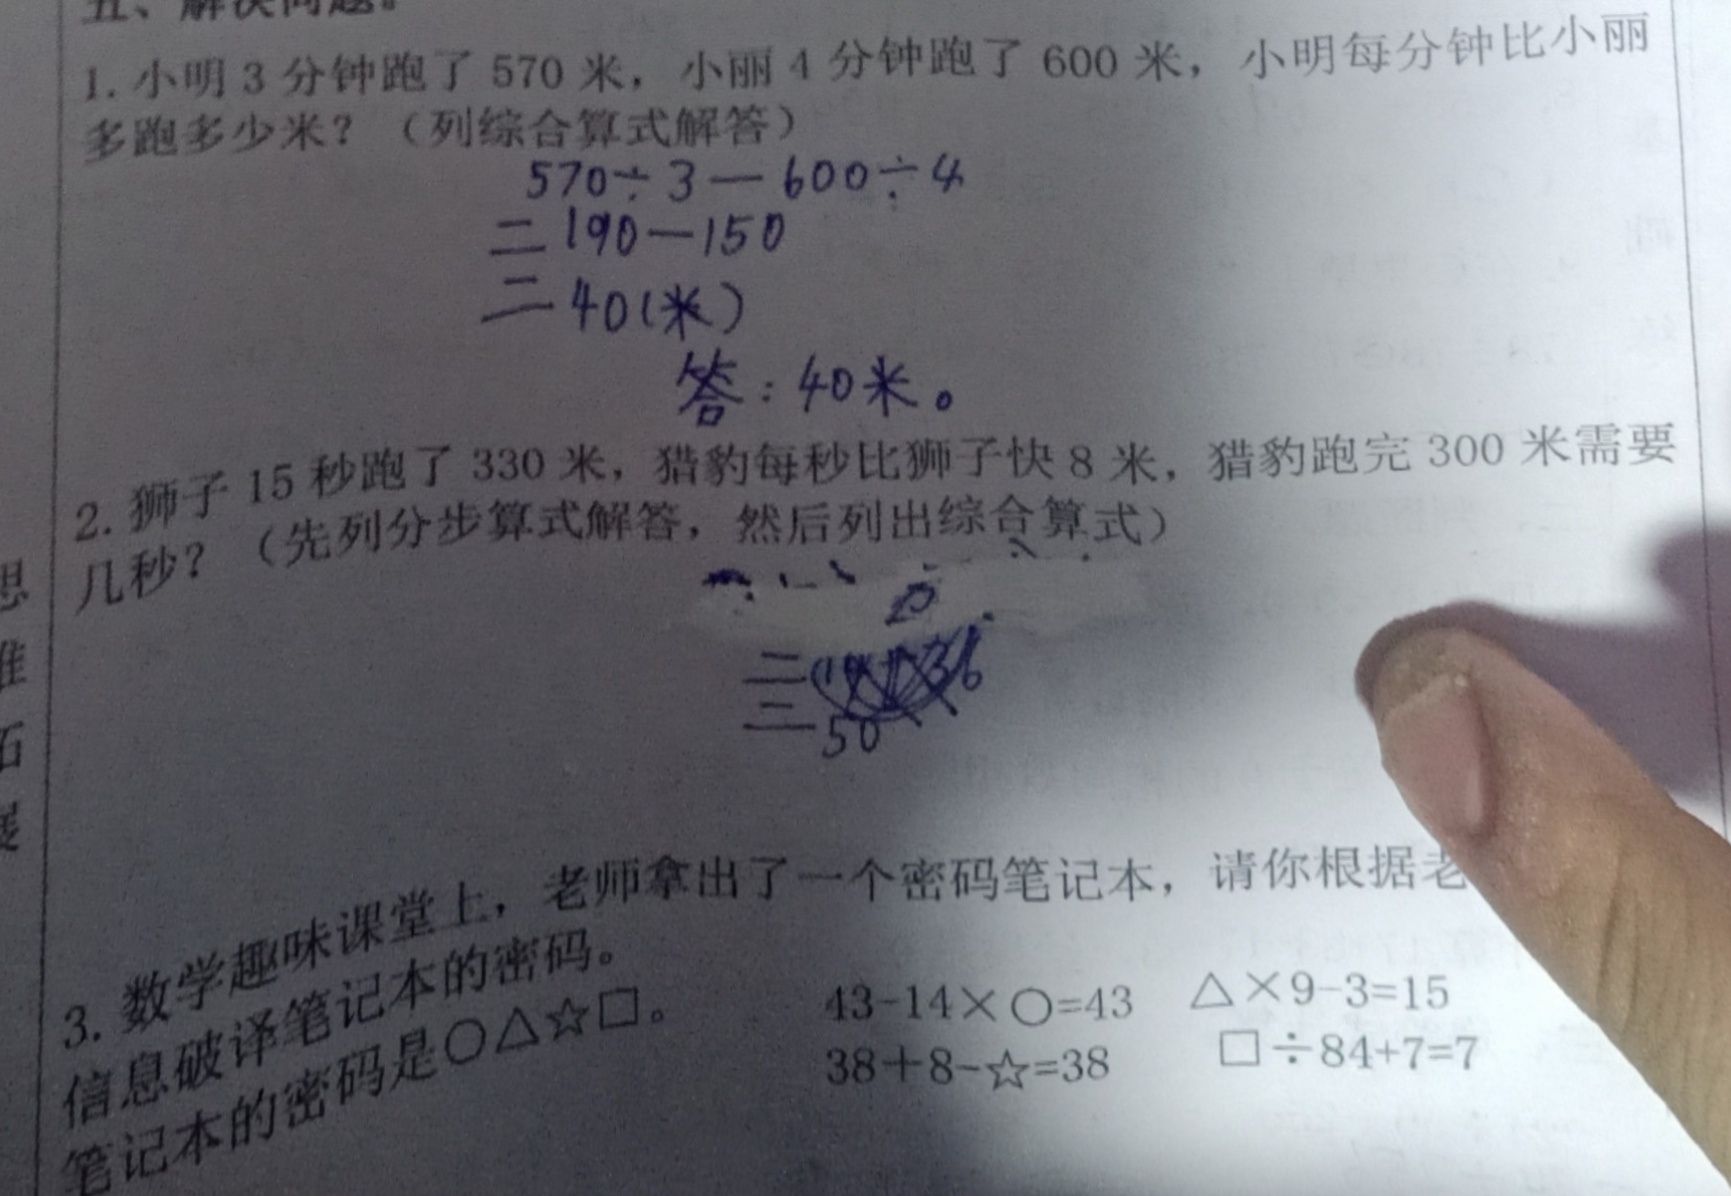 五、解决问题。
1. 小明 3 分钟跑了 570 米，小丽 4 分钟跑了 600 米，小明每分钟比小丽
多跑多少米？（列综合算式解答）
570÷3－600÷4
=190－150
=40(米)
答：40米。
2. 狮子 15 秒跑了 330 米，猎豹每秒比狮子快 8 米，猎豹跑完 300 米需要
几秒？（先列分步算式解答，然后列出综合算式）
=
=50
3. 数学趣味课堂上，老师拿出了一个密码笔记本，请你根据老
信息破译笔记本的密码。
43-14×○=43 △×9-3=15
笔记本的密码是○△☆□。
38+8-☆=38 □÷84+7=7
思
维
拓
展